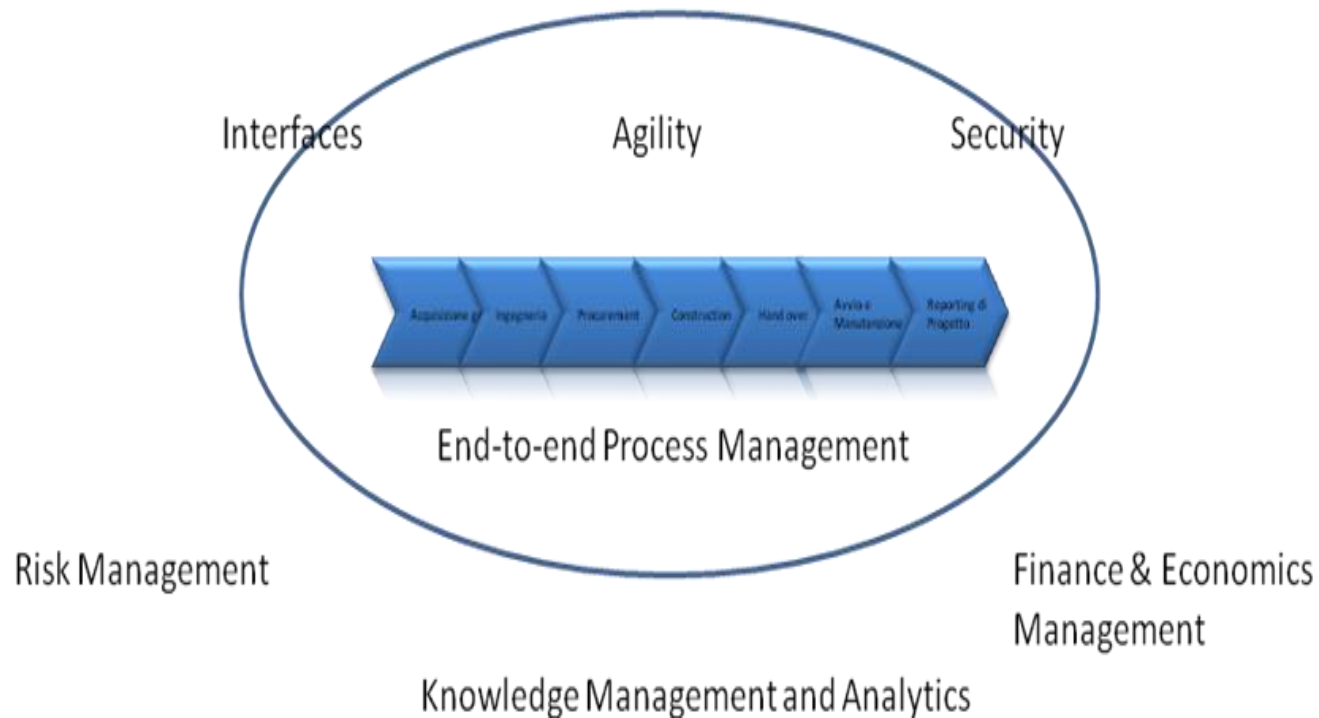 Interfaces
Agility
Security
Acquisizione
Ingegneria
Procurement
Construction
Hand over
Avvio e
Manutenzione
Reporting di
Progetto
End-to-end Process Management
Risk Management
Finance & Economics
Management
Knowledge Management and Analytics